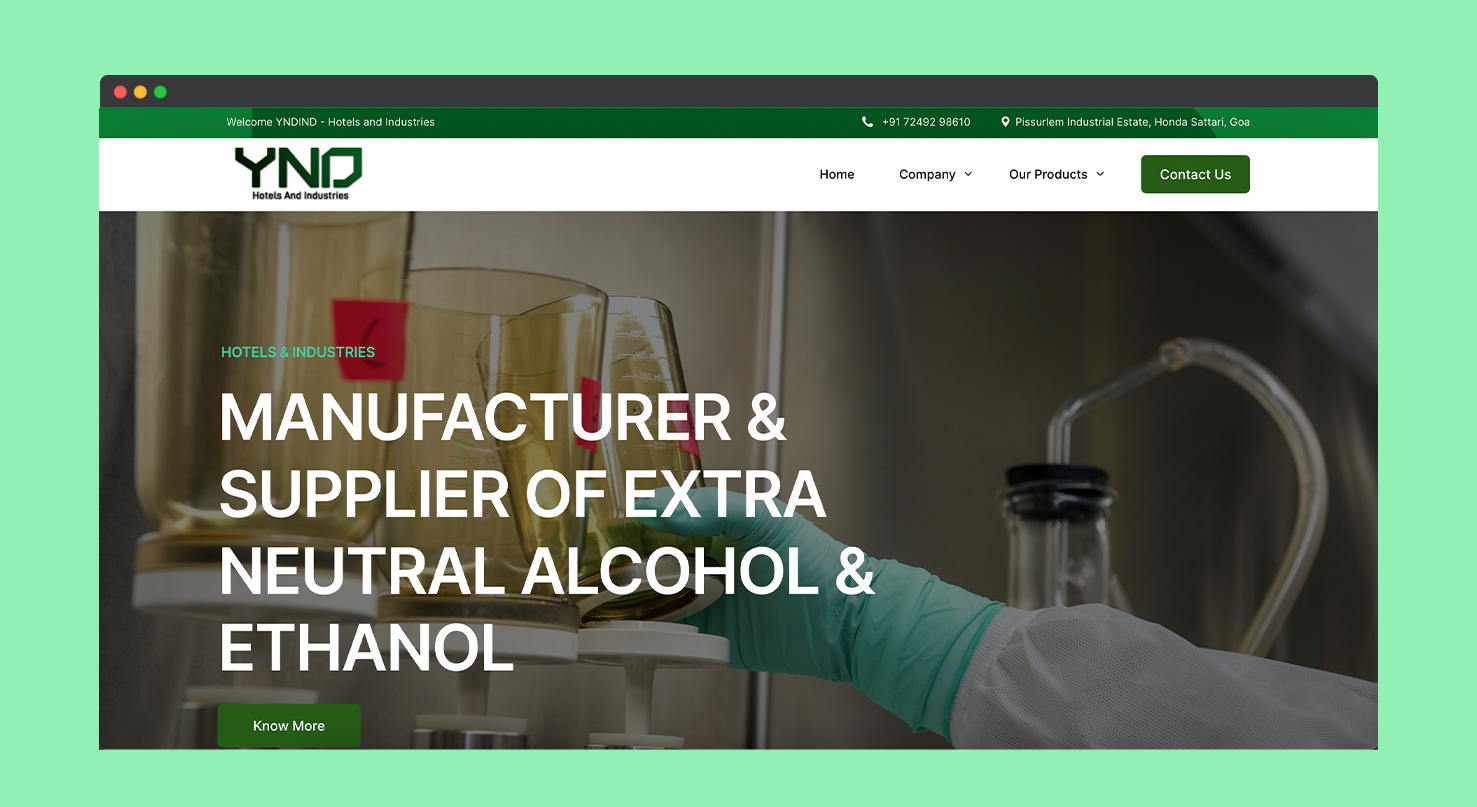 Welcome YNDIND - Hotels and Industries
+91 72492 98610
Pissurlem Industrial Estate, Honda Sattari, Goa
YND
Hotels And Industries
Home
Company
Our Products
Contact Us
HOTELS & INDUSTRIES
MANUFACTURER &
SUPPLIER OF EXTRA
NEUTRAL ALCOHOL &
ETHANOL
Know More